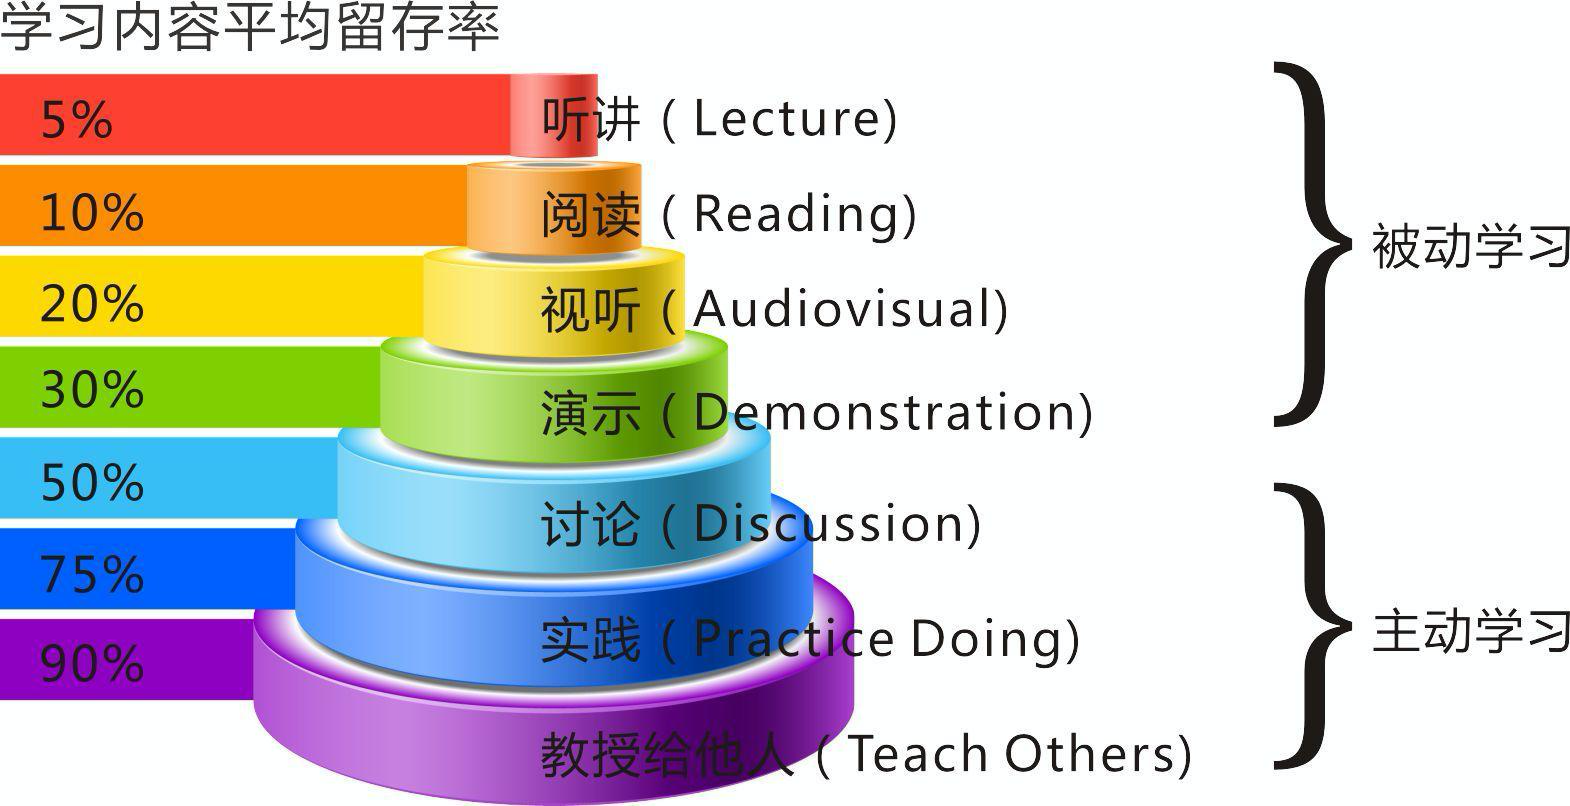 学习内容平均留存率
5% 听讲 ( Lecture)
10% 阅读 ( Reading)
20% 视听 ( Audiovisual)
被动学习
30% 演示 ( Demonstration)
50% 讨论 ( Discussion)
75% 实践 ( Practice Doing)
主动学习
90% 教授给他人 ( Teach Others)